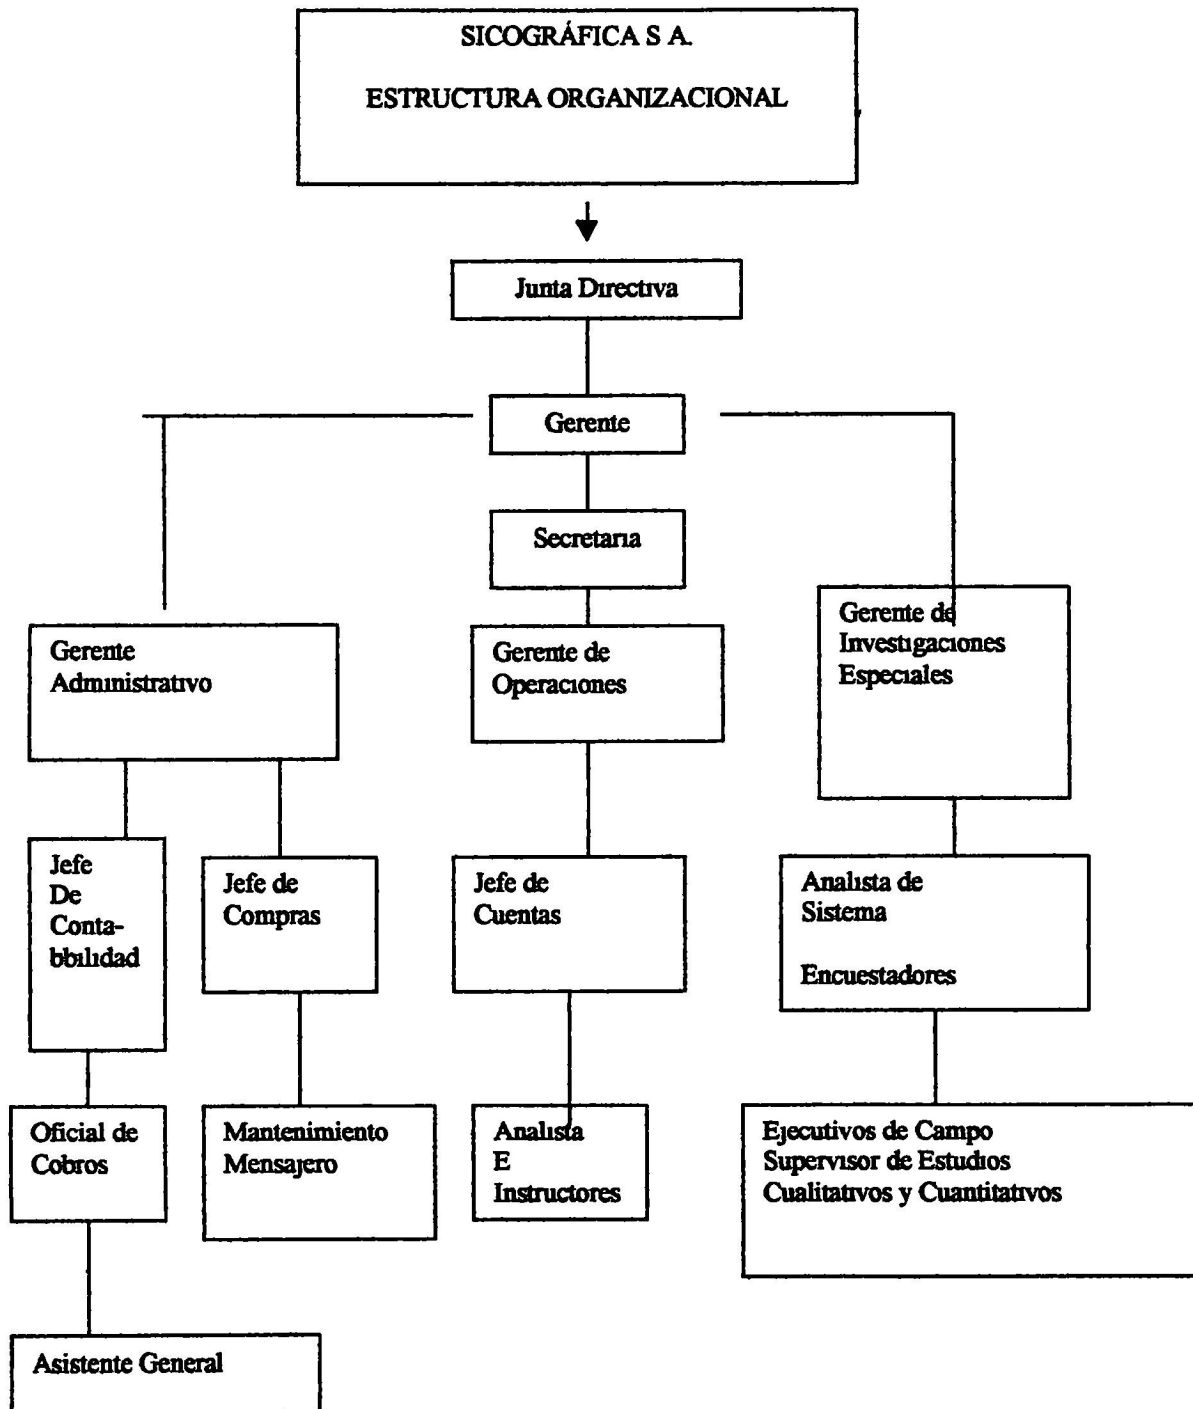 SICOGRÁFICA S A.
ESTRUCTURA ORGANIZACIONAL
Junta Directiva
Gerente
Secretaria
Gerente
Administrativo
Gerente de
Operaciones
Gerente de
Investigaciones
Especiales
Jefe
De
Conta-
bbilidad
Jefe de
Compras
Jefe de
Cuentas
Analista de
Sistema
Encuestadores
Oficial de
Cobros
Mantenimiento
Mensajero
Analista
E
Instructores
Ejecutivos de Campo
Supervisor de Estudios
Cualitativos y Cuantitativos
Asistente General